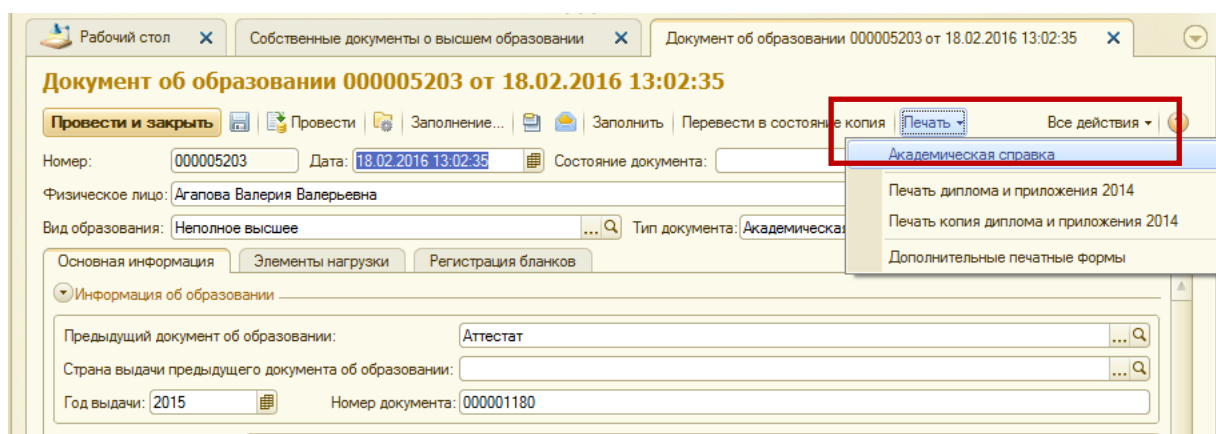 Рабочий стол
Собственные документы о высшем образовании
Документ об образовании 000005203 от 18.02.2016 13:02:35
Документ об образовании 000005203 от 18.02.2016 13:02:35
Провести и закрыть Провести Заполнение... Заполнить Перевести в состояние копия Печать Все действия
Номер: 000005203 Дата: 18.02.2016 13:02:35 Состояние документа:
Академическая справка
Физическое лицо: Агапова Валерия Валерьевна
Печать диплома и приложения 2014
Печать копия диплома и приложения 2014
Вид образования: Неполное высшее ... Тип документа: Академическая
Дополнительные печатные формы
Основная информация Элементы нагрузки Регистрация бланков
Информация об образовании
Предыдущий документ об образовании: Аттестат ...
Страна выдачи предыдущего документа об образовании: ...
Год выдачи: 2015 Номер документа: 000001180